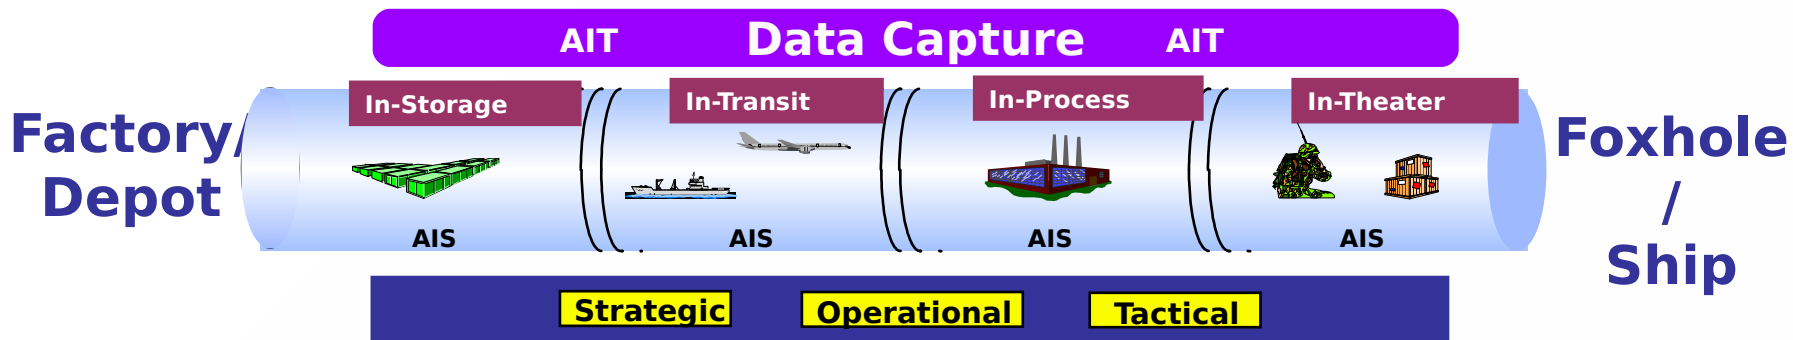 AIT Data Capture AIT
In-Storage In-Transit In-Process In-Theater
Factory/
Depot
Foxhole
/
Ship
AIS AIS AIS AIS
Strategic Operational Tactical